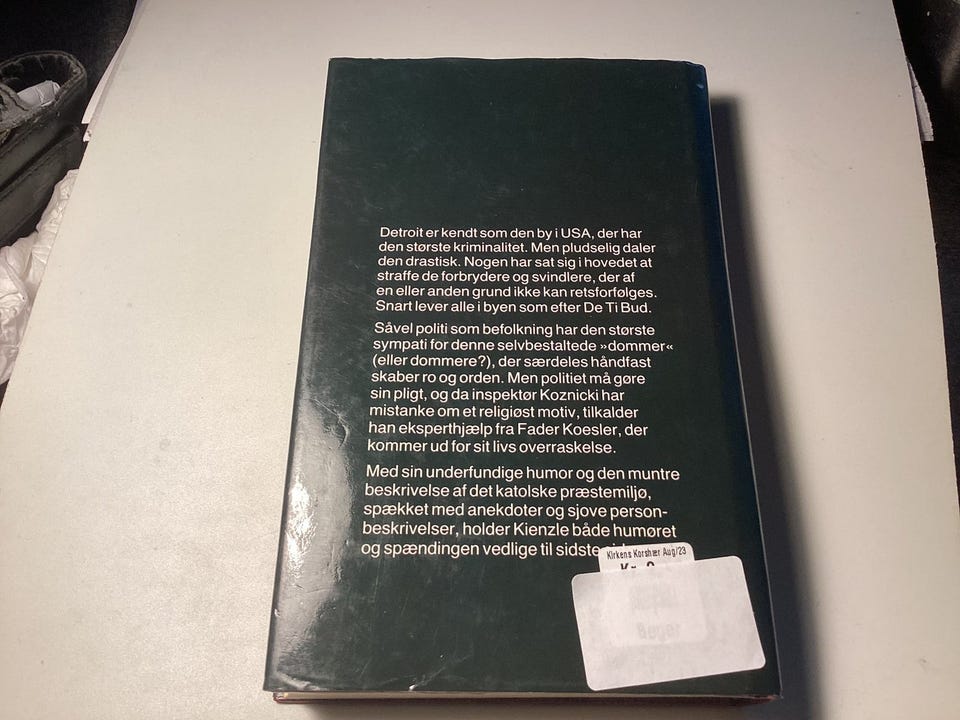 Detroit er kendt som den by i USA, der har
den største kriminalitet. Men pludselig daler
den drastisk. Nogen har sat sig i hovedet at
straffe de forbrydere og svindlere, der af
en eller anden grund ikke kan retsforfølges.
Snart lever alle i byen som efter De Ti Bud.
Såvel politi som befolkning har den største
sympati for denne selvbestaltede »dommer«
(eller dommere?), der særdeles håndfast
skaber ro og orden. Men politiet må gøre
sin pligt, og da inspektør Koznicki har
mistanke om et religiøst motiv, tilkalder
han eksperthjælp fra Fader Koesler, der
kommer ud for sit livs overraskelse.
Med sin underfundige humor og den muntre
beskrivelse af det katolske præstemiljø,
spækket med anekdoter og sjove person-
beskrivelser, holder Kienzle både humøret
og spændingen vedlige til sidste
Kirkens Korshær Aug/23
Bøger